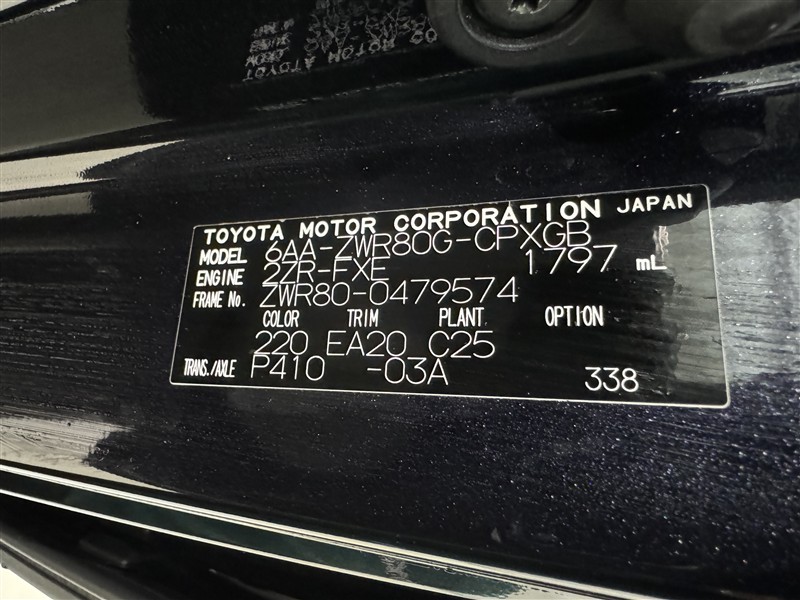 TOYOTA MOTOR CORPORATION JAPAN
MODEL 6AA-ZWR80G-CPXGB
ENGINE 2ZR-FXE 1797 mL
FRAME No. ZWR80-0479574
COLOR TRIM PLANT OPTION
220 EA20 C25
TRANS./AXLE P410 -03A 338